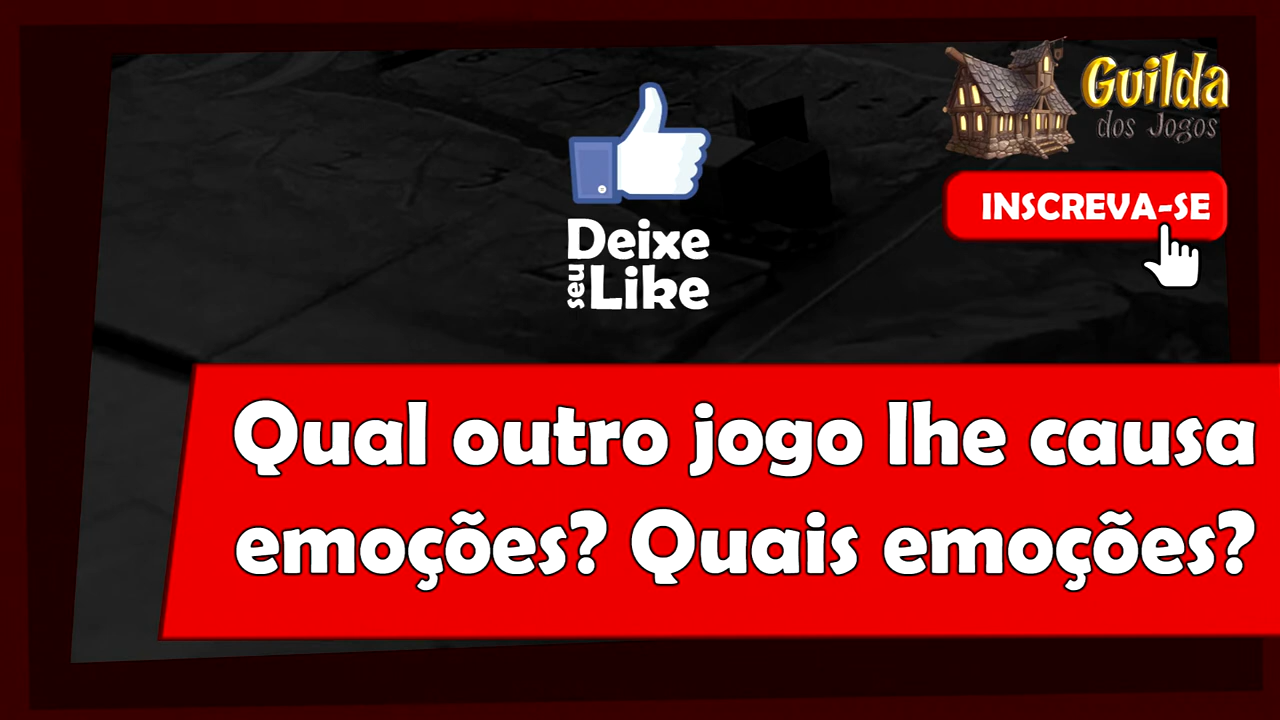 Guilda
dos Jogos
INSCREVA-SE
Deixe
seu
Like
Qual outro jogo lhe causa
emoções? Quais emoções?